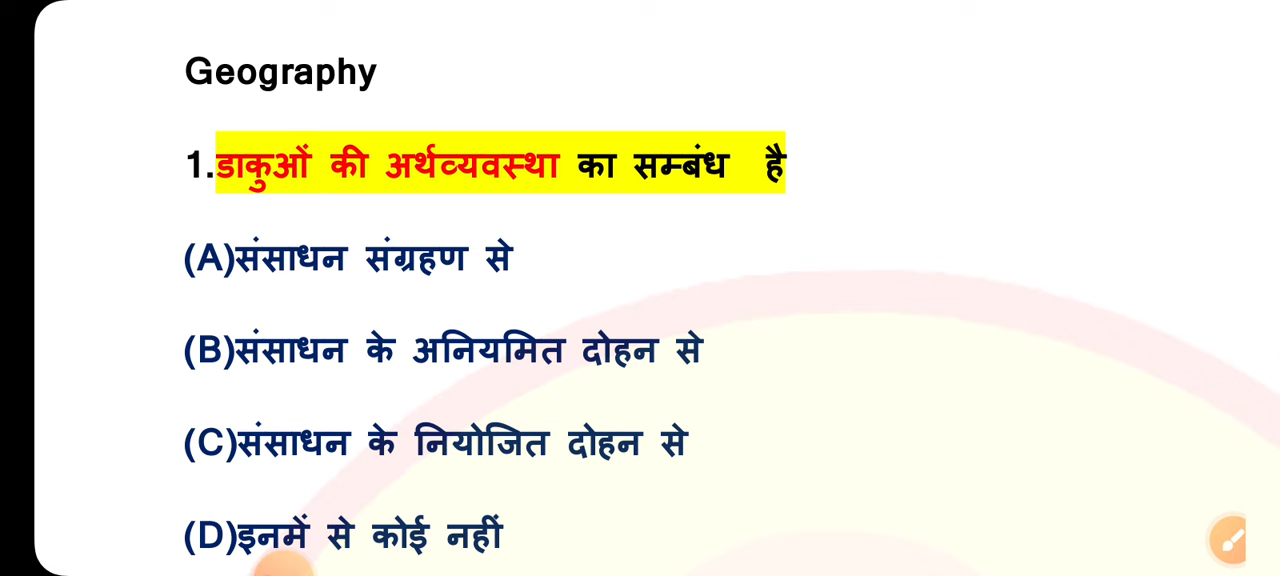 Geography
1.डाकुओं की अर्थव्यवस्था का सम्बंध है
(A)संसाधन संग्रहण से
(B)संसाधन के अनियमित दोहन से
(C)संसाधन के नियोजित दोहन से
(D)इनमें से कोई नहीं